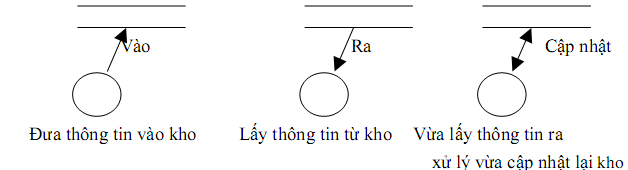 Vào
Ra
Cập nhật
Đưa thông tin vào kho
Lấy thông tin từ kho
Vừa lấy thông tin ra
xử lý vừa cập nhật lại kho